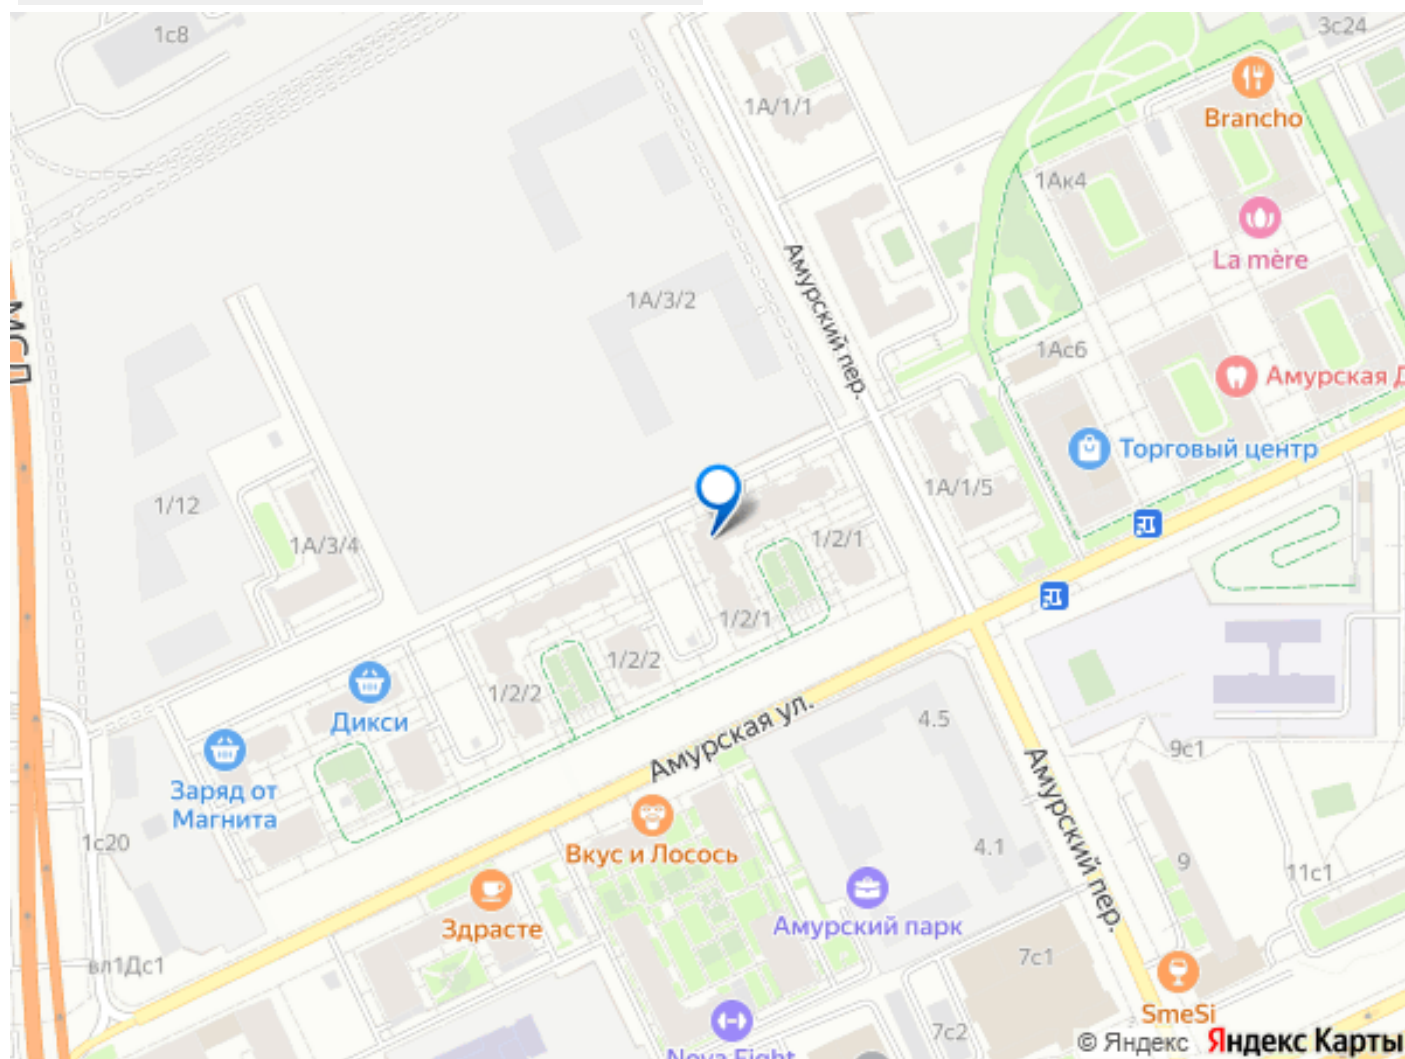 1с8
3с24
1А/1/1
Brancho
1Ак4
La mère
Амурский пер.
1А/3/2
МСД
1Ас6
Амурская Д
Торговый центр
1А/1/5
1/12
1А/3/4
1/2/1
1/2/1
1/2/2
1/2/2
Дикси
Заряд от
Магнита
Амурская ул.
4.5
9с1
Амурский пер.
1с20
Вкус и Лосось
4.1
9
11с1
Здрасте
Амурский парк
7с1
вл1Дс1
SmeSi
7с2
Nova Fight
© Яндекс Яндекс Карты